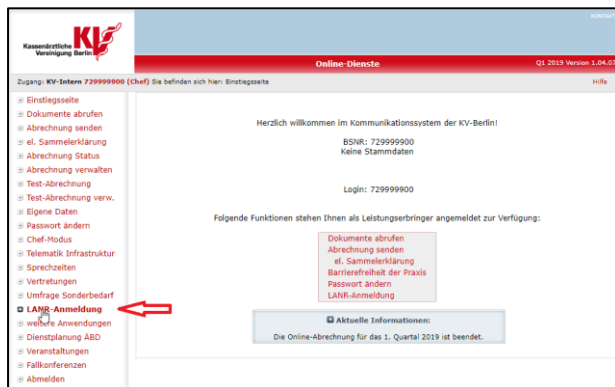 KONTAKT
Kassenärztliche
Vereinigung Berlin
KV
Online-Dienste
Q1 2019 Version 1.04.07
Zugang: KV-Intern 729999900 (Chef) Sie befinden sich hier: Einstiegsseite
Hilfe
Einstiegsseite
Dokumente abrufen
Abrechnung senden
el. Sammelerklärung
Abrechnung Status
Abrechnung verwalten
Test-Abrechnung
Test-Abrechnung verw.
Eigene Daten
Passwort ändern
Chef-Modus
Telematik Infrastruktur
Sprechzeiten
Vertretungen
Umfrage Sonderbedarf
LANR-Anmeldung
weitere Anwendungen
Dienstplanung ÄBD
Veranstaltungen
Fallkonferenzen
Abmelden
Herzlich willkommen im Kommunikationssystem der KV-Berlin!
BSNR: 729999900
Keine Stammdaten
Login: 729999900
Folgende Funktionen stehen Ihnen als Leistungserbringer angemeldet zur Verfügung:
Dokumente abrufen
Abrechnung senden
el. Sammelerklärung
Barrierefreiheit der Praxis
Passwort ändern
LANR-Anmeldung
Aktuelle Informationen:
Die Online-Abrechnung für das 1. Quartal 2019 ist beendet.